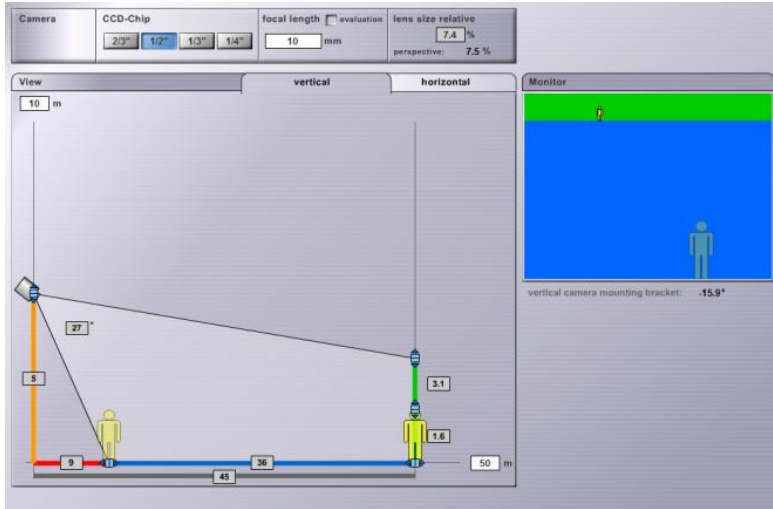 Camera
CCD-Chip
2/3" 1/2" 1/3" 1/4"
focal length evaluation
10 mm
lens size relative
7.4 %
perspective: 7.5 %
View
vertical
horizontal
Monitor
10 m
27 °
5
3.1
1.6
9
36
50 m
45
vertical camera mounting bracket: -15.9°